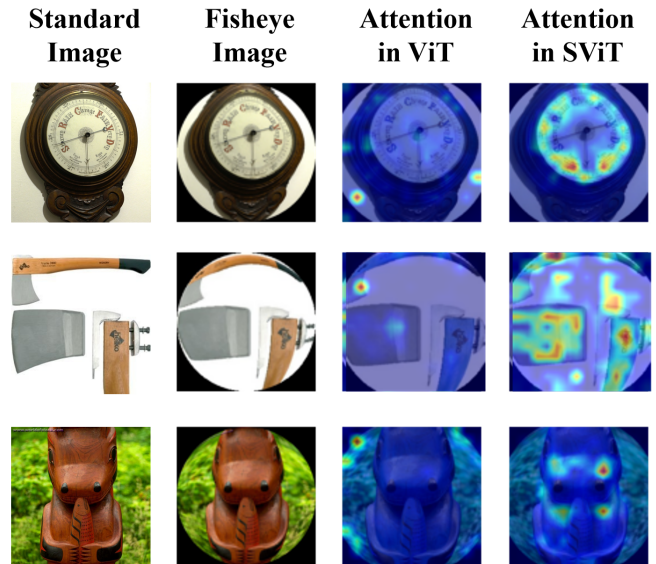 Standard Image
Fisheye Image
Attention in ViT
Attention in SViT